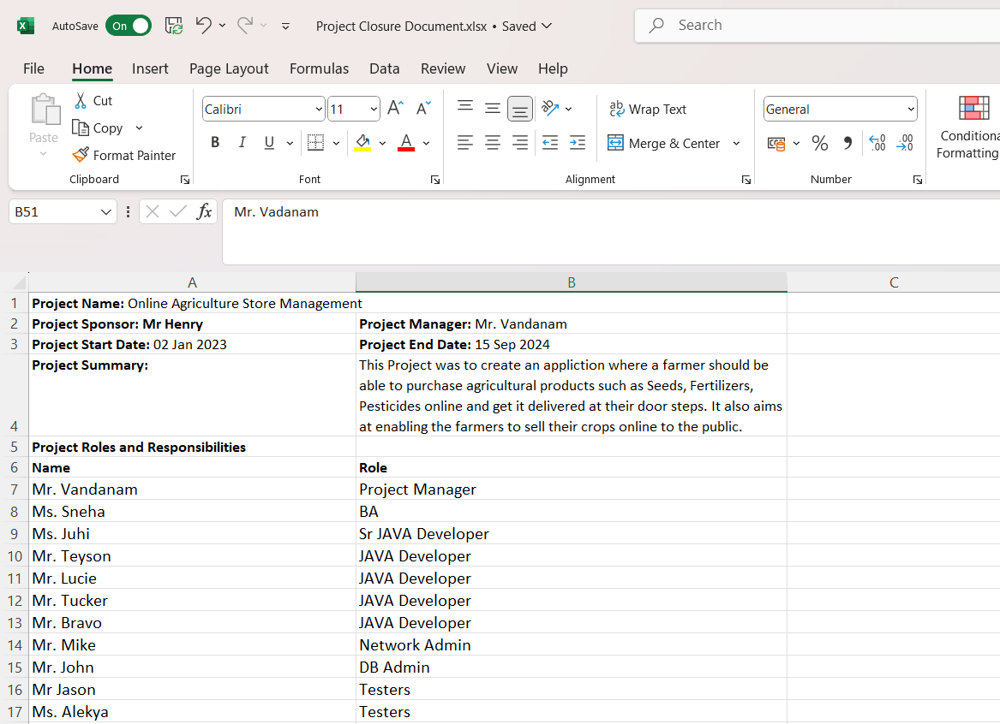 AutoSave On Project Closure Document.xlsx • Saved Search
File Home Insert Page Layout Formulas Data Review View Help
Paste
Cut
Copy
Format Painter
Clipboard
Calibri 11
B I U A
Font
ab Wrap Text
Merge & Center
Alignment
General
% 9 .00 .00
Number
Conditiona
Formatting
B51 fx Mr. Vadanam
A B C
1 Project Name: Online Agriculture Store Management
2 Project Sponsor: Mr Henry Project Manager: Mr. Vandanam
3 Project Start Date: 02 Jan 2023 Project End Date: 15 Sep 2024
Project Summary: This Project was to create an appliction where a farmer should be
able to purchase agricultural products such as Seeds, Fertilizers,
Pesticides online and get it delivered at their door steps. It also aims
4 at enabling the farmers to sell their crops online to the public.
5 Project Roles and Responsibilities
6 Name Role
7 Mr. Vandanam Project Manager
8 Ms. Sneha BA
9 Ms. Juhi Sr JAVA Developer
10 Mr. Teyson JAVA Developer
11 Mr. Lucie JAVA Developer
12 Mr. Tucker JAVA Developer
13 Mr. Bravo JAVA Developer
14 Mr. Mike Network Admin
15 Mr. John DB Admin
16 Mr Jason Testers
17 Ms. Alekya Testers